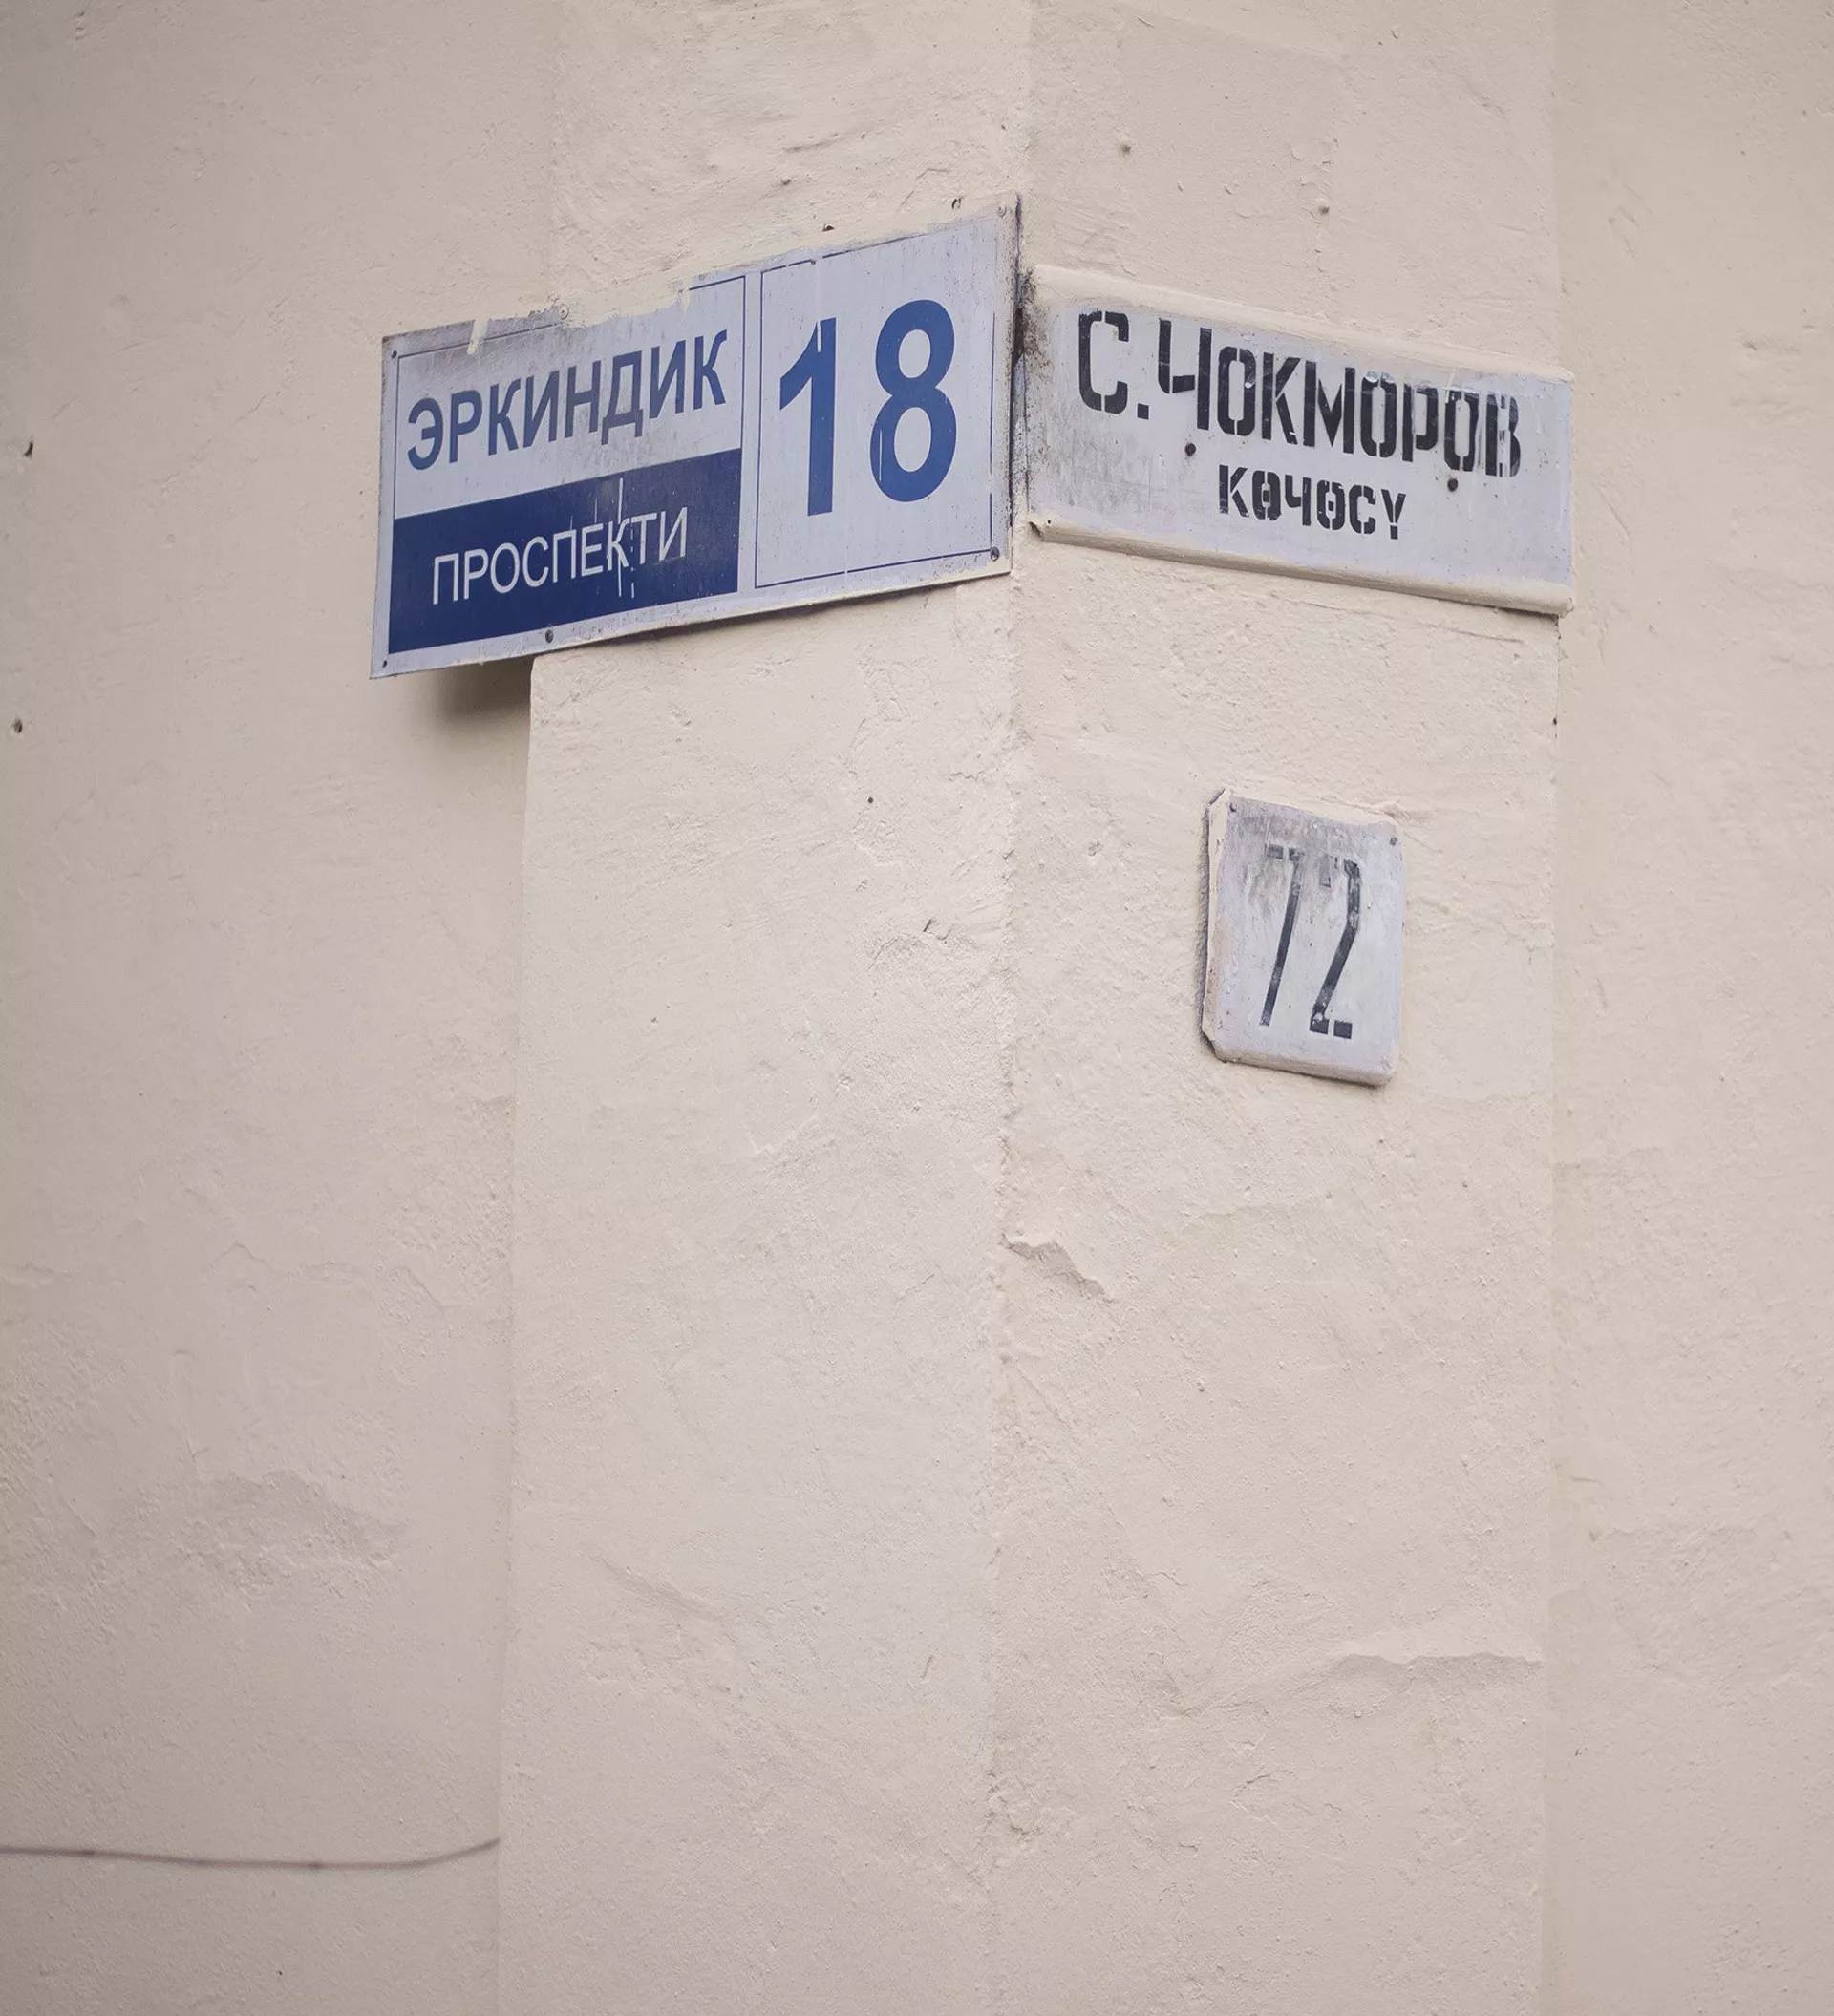 ЭРКИНДИК
ПРОСПЕКТИ
18
С.ЧОКМОРОВ
КӨЧӨСҮ
72